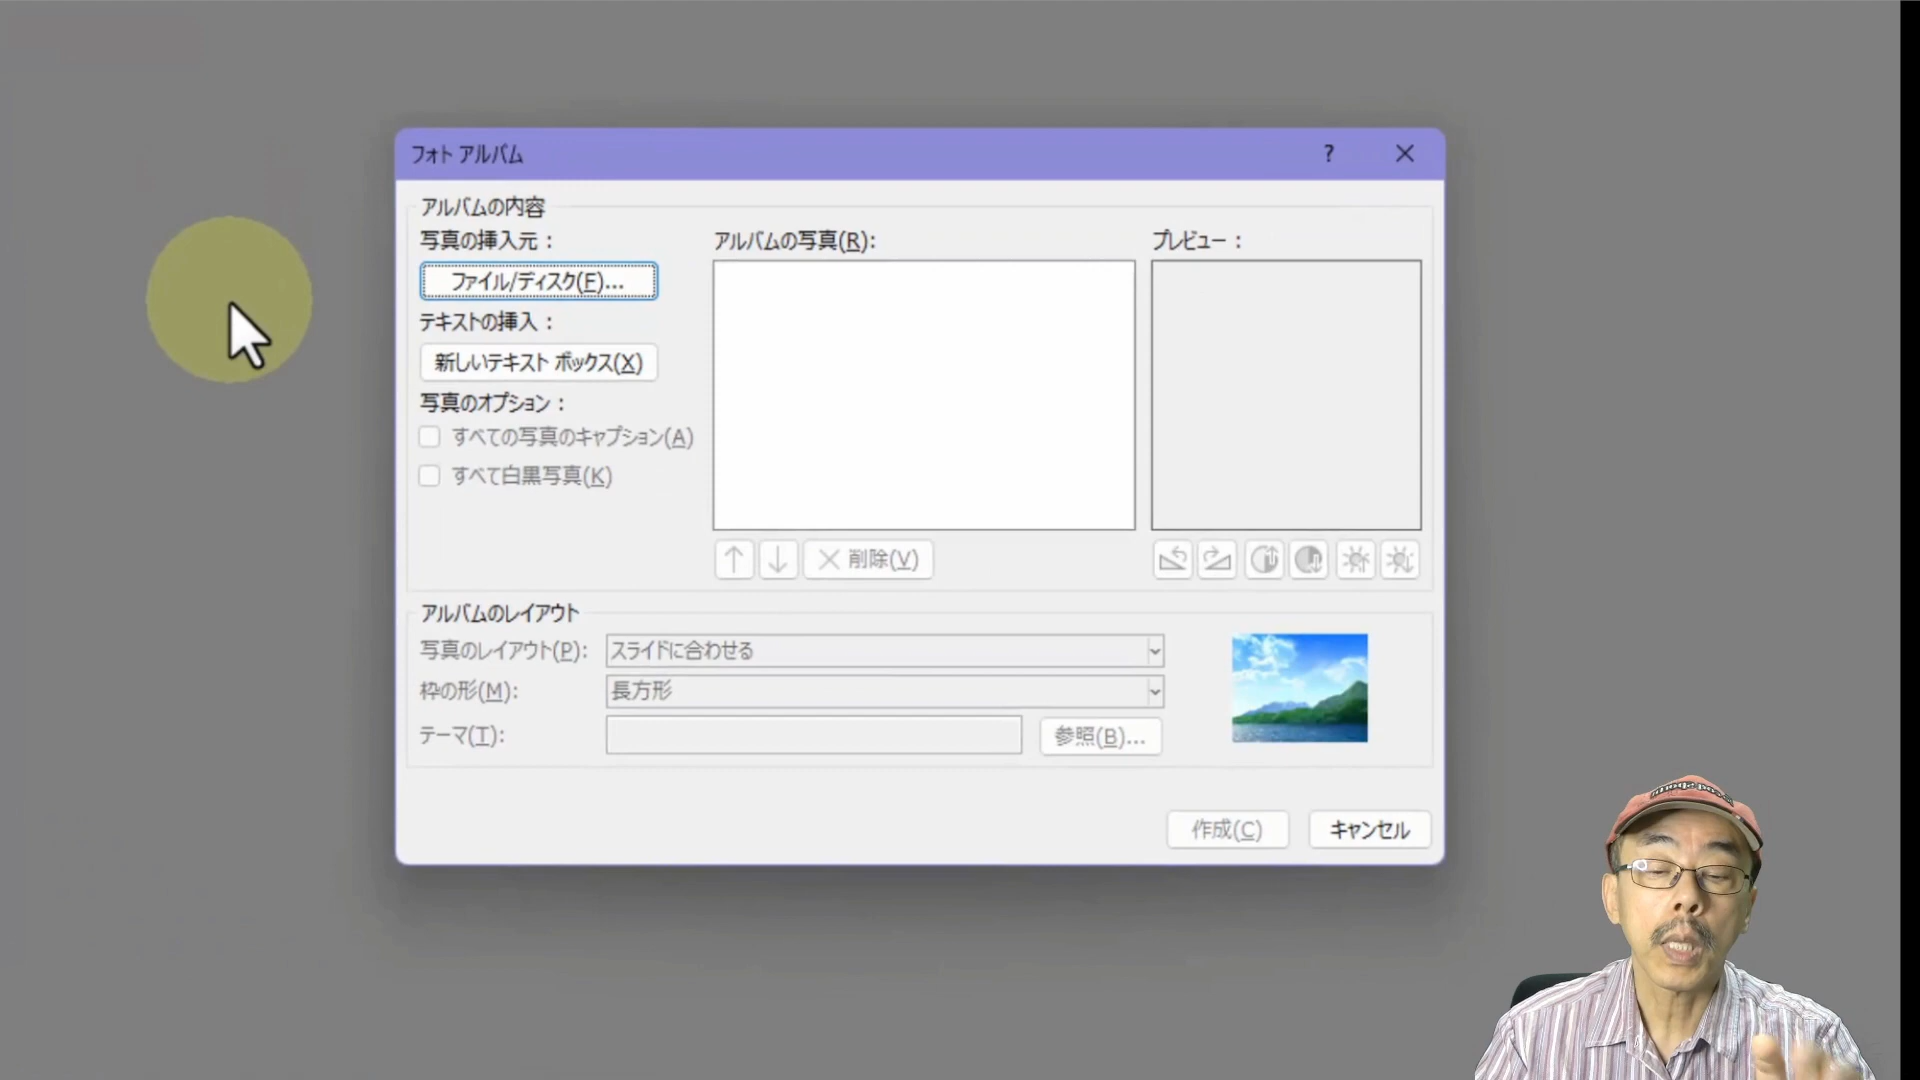 フォト アルバム
?
アルバムの内容
写真の挿入元：
ファイル/ディスク(F)...
テキストの挿入：
新しいテキスト ボックス(X)
写真のオプション：
すべての写真のキャプション(A)
すべて白黒写真(K)
アルバムの写真(R):
削除(V)
プレビュー：
アルバムのレイアウト
写真のレイアウト(P):
スライドに合わせる
枠の形(M):
長方形
テーマ(T):
参照(B)...
作成(C)
キャンセル